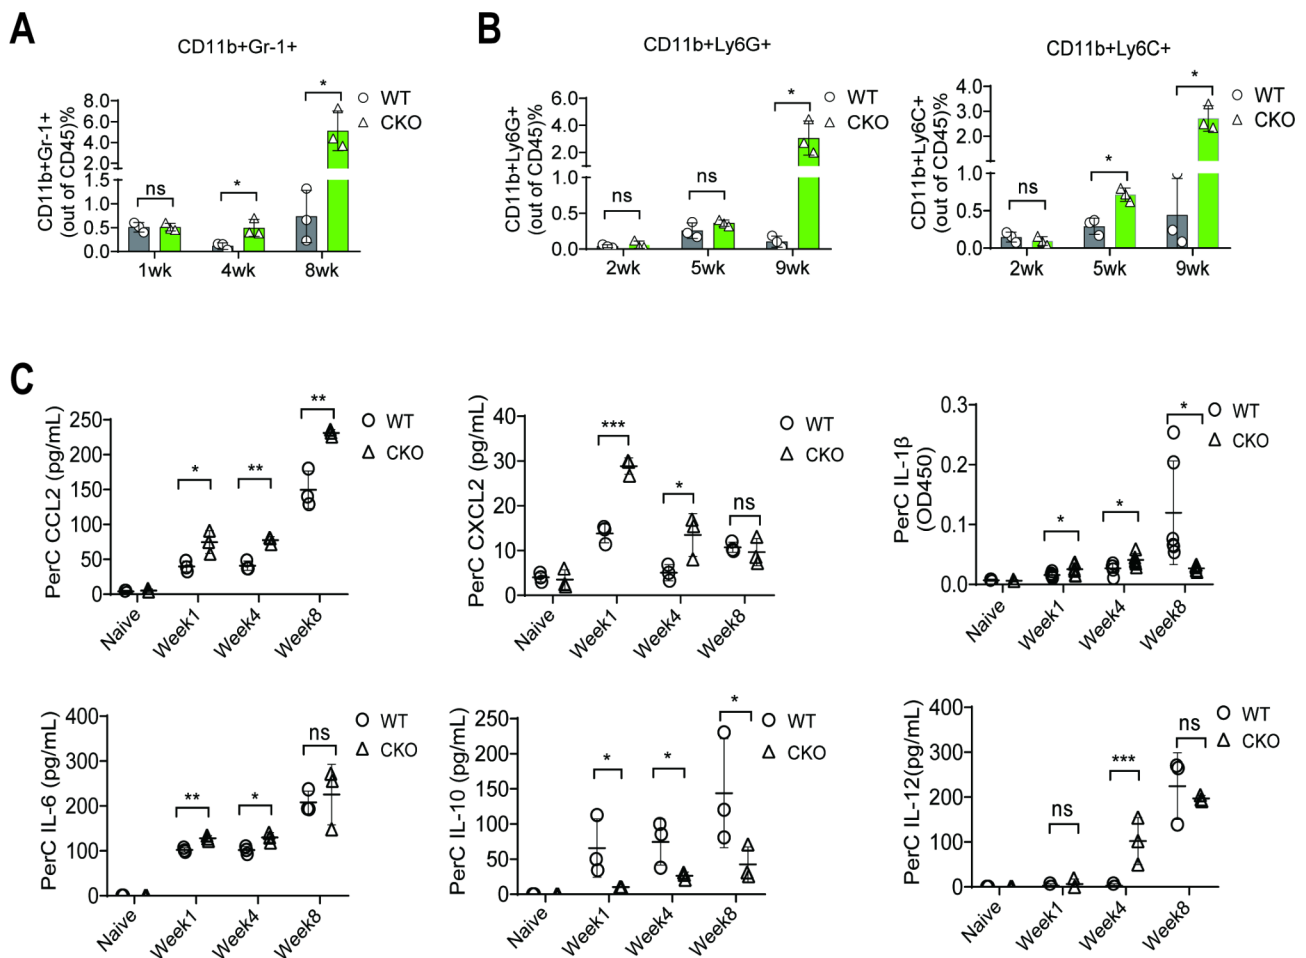 A
CD11b+Gr-1+
CD11b+Gr-1+
(out of CD45)%
8.0
6.0
4.0
2.0
1.5
1.0
0.5
0.0
ns
*
*
1wk
4wk
8wk
WT
CKO
B
CD11b+Ly6G+
CD11b+Ly6G+
(out of CD45)%
6.0
4.0
2.0
1.0
0.5
0.0
ns
ns
*
2wk
5wk
9wk
WT
CKO
CD11b+Ly6C+
CD11b+Ly6C+
(out of CD45)%
4.0
3.0
2.0
1.0
0.5
0.0
ns
*
*
2wk
5wk
9wk
WT
CKO
C
PerC CCL2 (pg/mL)
250
200
150
100
50
0
*
**
**
Naive
Week1
Week4
Week8
WT
CKO
PerC CXCL2 (pg/mL)
40
30
20
10
0
***
*
ns
Naive
Week1
Week4
Week8
WT
CKO
PerC IL-1β
(OD450)
0.3
0.2
0.1
0.0
*
*
*
Naive
Week1
Week4
Week8
WT
CKO
PerC IL-6 (pg/mL)
400
300
200
100
0
**
*
ns
Naive
Week1
Week4
Week8
WT
CKO
PerC IL-10 (pg/mL)
250
200
150
100
50
0
*
*
*
Naive
Week1
Week4
Week8
WT
CKO
PerC IL-12(pg/mL)
400
300
200
100
0
ns
***
ns
Naive
Week1
Week4
Week8
WT
CKO